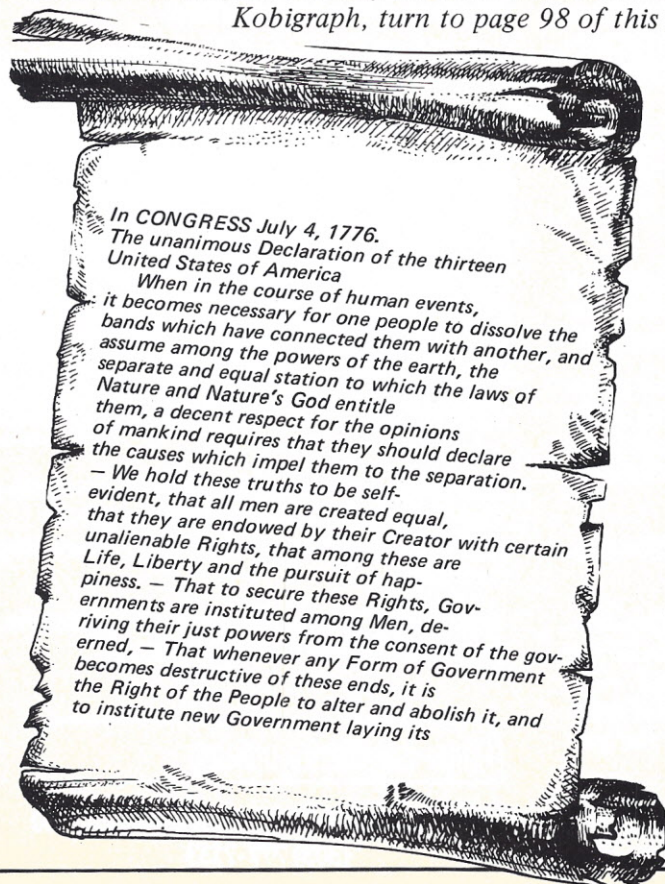 Kobigraph, turn to page 98 of this
In CONGRESS July 4, 1776.
The unanimous Declaration of the thirteen
United States of America
When in the course of human events,
it becomes necessary for one people to dissolve the
bands which have connected them with another, and
assume among the powers of the earth, the
separate and equal station to which the laws of
Nature and Nature's God entitle
them, a decent respect for the opinions
of mankind requires that they should declare
the causes which impel them to the separation.
— We hold these truths to be self-
evident, that all men are created equal,
that they are endowed by their Creator with certain
unalienable Rights, that among these are
Life, Liberty and the pursuit of hap-
piness. — That to secure these Rights, Gov-
ernments are instituted among Men, de-
riving their just powers from the consent of the gov-
erned, — That whenever any Form of Government
becomes destructive of these ends, it is
the Right of the People to alter and abolish it, and
to institute new Government laying its